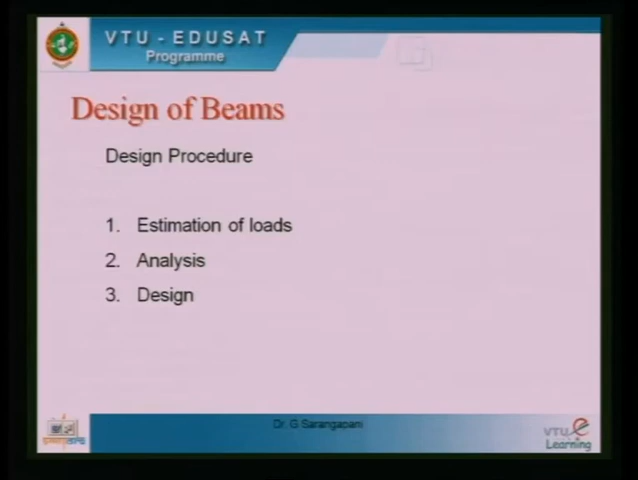 VTU - EDUSAT
Programme
Design of Beams
Design Procedure
1. Estimation of loads
2. Analysis
3. Design
Dr. G Sarangapani
VTU e
Learning